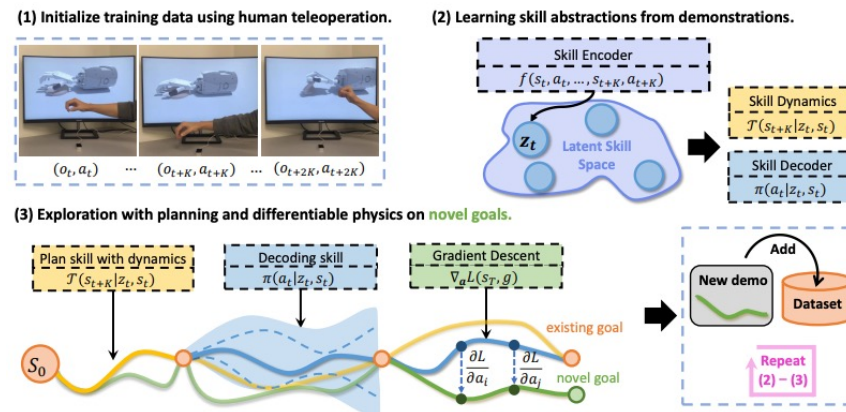 (1) Initialize training data using human teleoperation.
(o_t, a_t) ... (o_{t+K}, a_{t+K}) ... (o_{t+2K}, a_{t+2K})
(2) Learning skill abstractions from demonstrations.
Skill Encoder
f(s_t, a_t, ..., s_{t+K}, a_{t+K})
z_t
Latent Skill
Space
Skill Dynamics
𝒯(s_{t+K}|z_t, s_t)
Skill Decoder
π(a_t|z_t, s_t)
(3) Exploration with planning and differentiable physics on novel goals.
Plan skill with dynamics
𝒯(s_{t+K}|z_t, s_t)
Decoding skill
π(a_t|z_t, s_t)
Gradient Descent
∇_a L(s_T, g)
S_0
existing goal
∂L
∂a_i
∂L
∂a_j
novel goal
Add
New demo
Dataset
Repeat
(2) – (3)